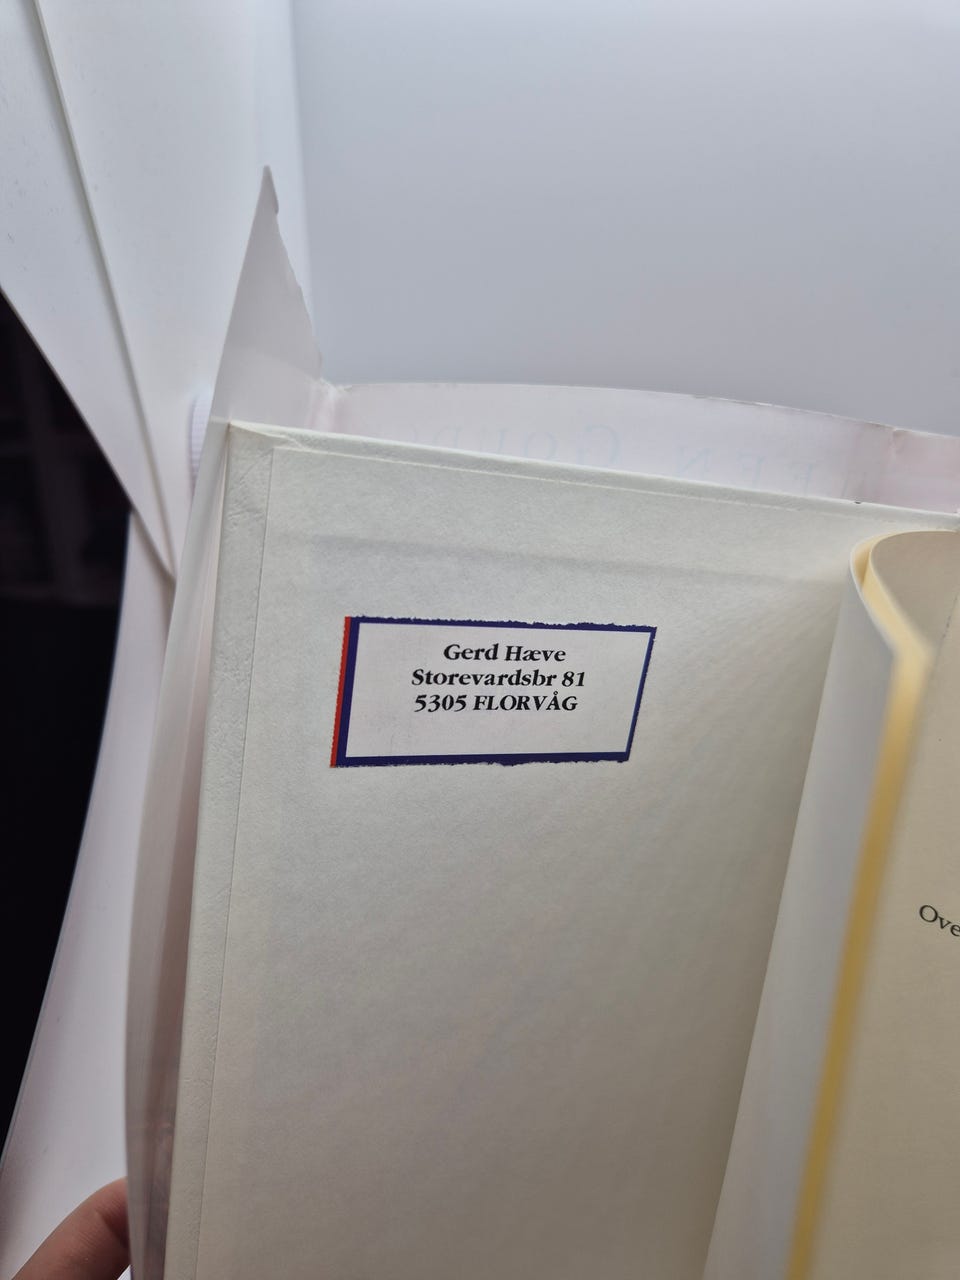 Gerd Hæve
Storevardsbr 81
5305 FLORVÅG